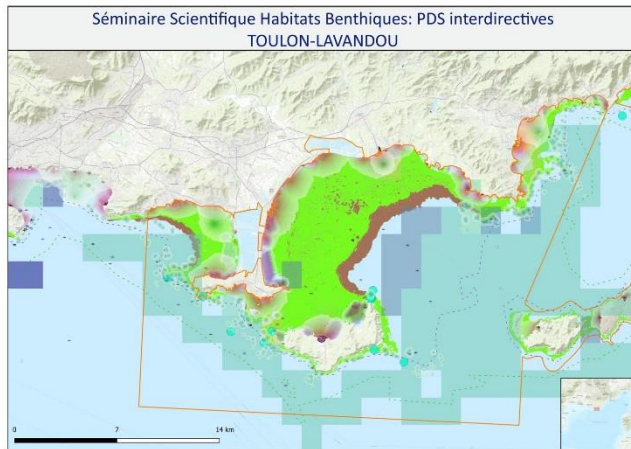 Séminaire Scientifique Habitats Benthiques: PDS interdirectives
TOULON-LAVANDOU
0
7
14 km